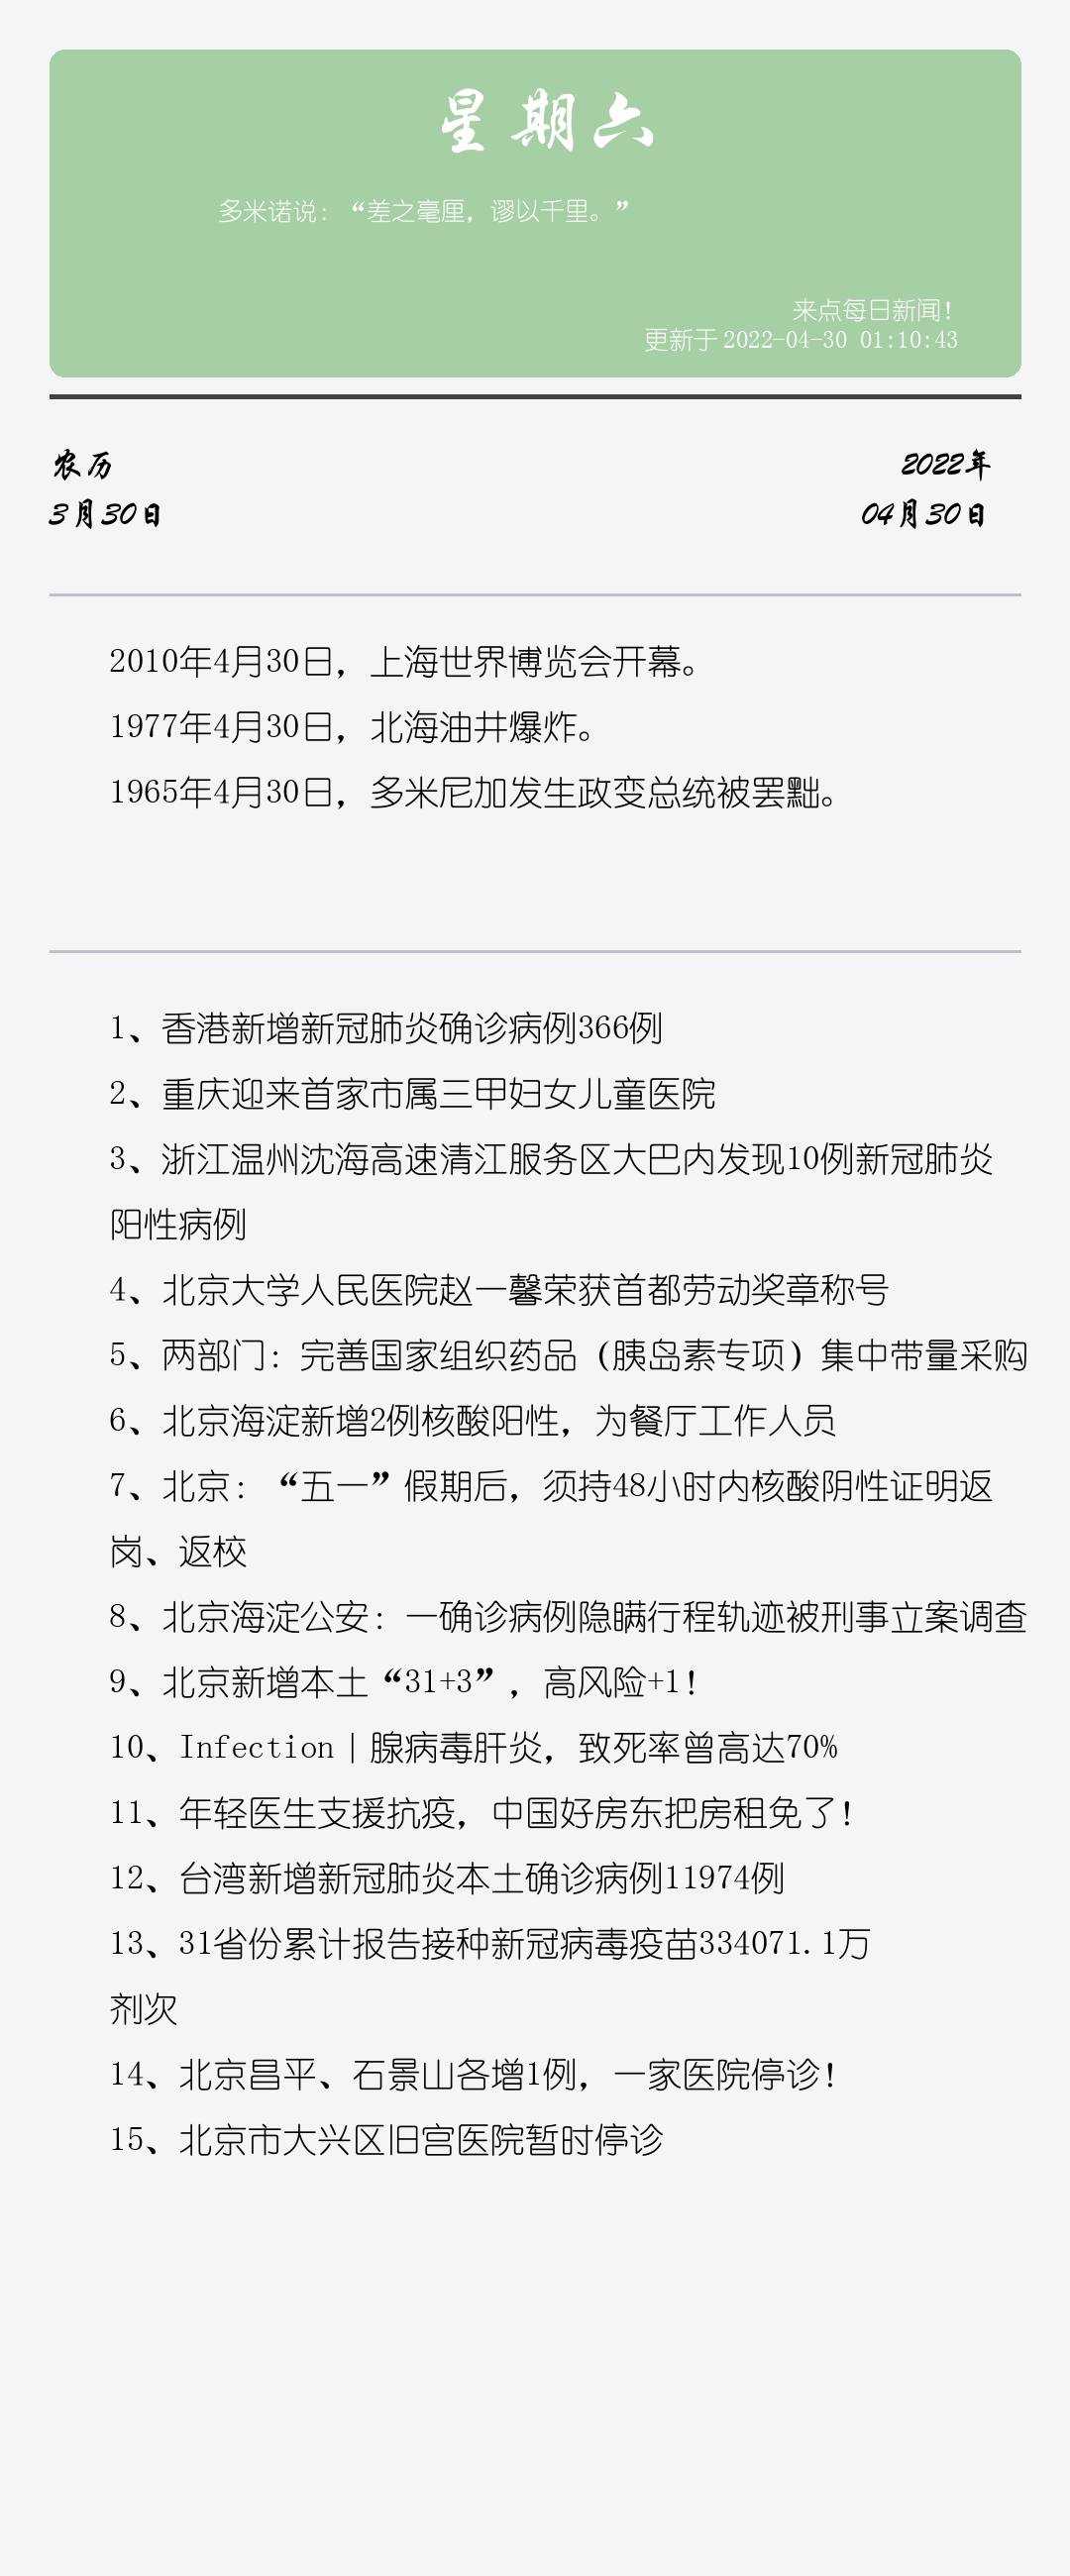 星期六
多米诺说：“差之毫厘，谬以千里。”
来点每日新闻！
更新于2022-04-30 01:10:43
农历
2022年
3月30日
04月30日
2010年4月30日，上海世界博览会开幕。
1977年4月30日，北海油井爆炸。
1965年4月30日，多米尼加发生政变总统被罢黜。
1、香港新增新冠肺炎确诊病例366例
2、重庆迎来首家市属三甲妇女儿童医院
3、浙江温州沈海高速清江服务区大巴内发现10例新冠肺炎
阳性病例
4、北京大学人民医院赵一馨荣获首都劳动奖章称号
5、两部门：完善国家组织药品（胰岛素专项）集中带量采购
6、北京海淀新增2例核酸阳性，为餐厅工作人员
7、北京：“五一”假期后，须持48小时内核酸阴性证明返
岗、返校
8、北京海淀公安：一确诊病例隐瞒行程轨迹被刑事立案调查
9、北京新增本土“31+3”，高风险+1！
10、Infection｜腺病毒肝炎，致死率曾高达70%
11、年轻医生支援抗疫，中国好房东把房租免了！
12、台湾新增新冠肺炎本土确诊病例11974例
13、31省份累计报告接种新冠病毒疫苗334071.1万
剂次
14、北京昌平、石景山各增1例，一家医院停诊！
15、北京市大兴区旧宫医院暂时停诊